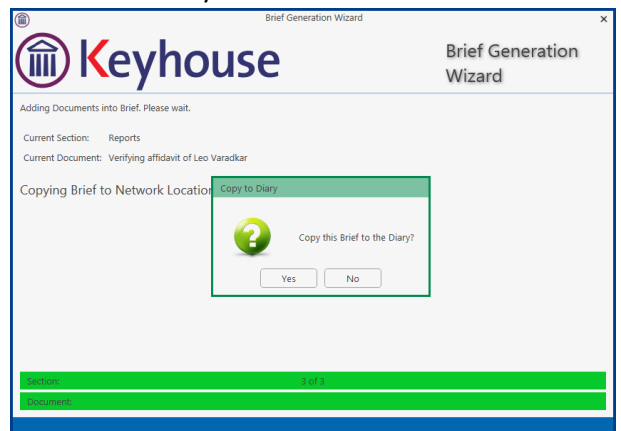 Brief Generation Wizard
Keyhouse
Brief Generation
Wizard
Adding Documents into Brief. Please wait.
Current Section: Reports
Current Document: Verifying affidavit of Leo Varadkar
Copying Brief to Network Location
Copy to Diary
Copy this Brief to the Diary?
Yes No
Section: 3 of 3
Document: